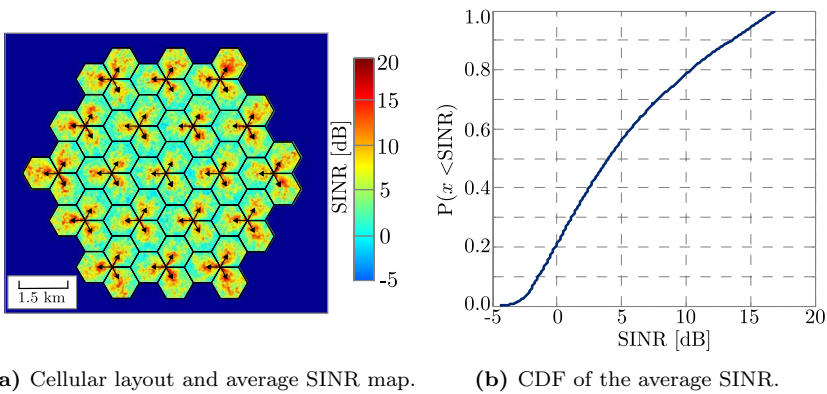 20
15
10
5
0
-5
SINR [dB]
1.5 km
1.0
0.8
0.6
0.4
0.2
0.0
P(x <SINR)
-5 0 5 10 15 20
SINR [dB]
a) Cellular layout and average SINR map.
(b) CDF of the average SINR.